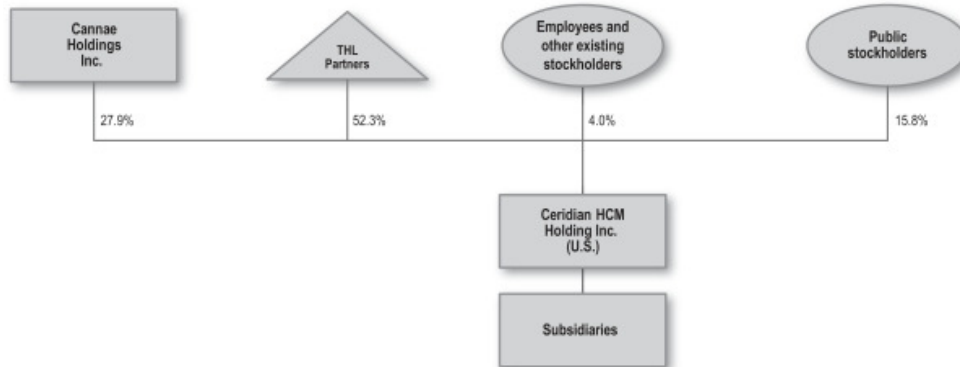 Cannae
Holdings
Inc.
THL
Partners
Employees and
other existing
stockholders
Public
stockholders
27.9%
52.3%
4.0%
15.8%
Ceridian HCM
Holding Inc.
(U.S.)
Subsidiaries